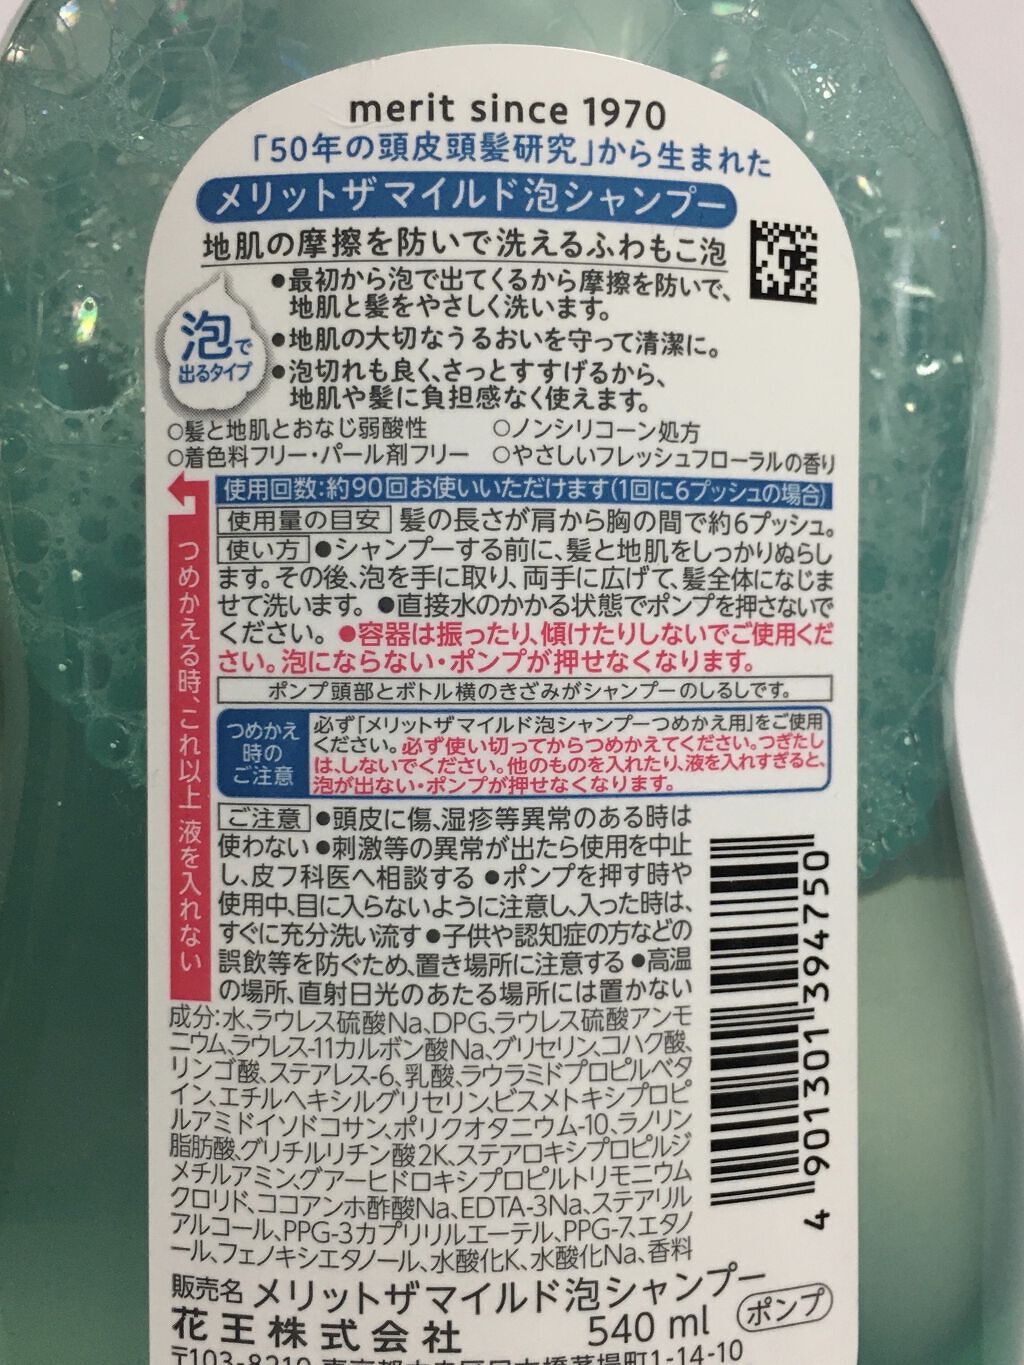 merit since 1970
「50年の頭皮頭髪研究」から生まれた
メリットザマイルド泡シャンプー
地肌の摩擦を防いで洗えるふわもこ泡
泡で
出るタイプ
●最初から泡で出てくるから摩擦を防いで、
地肌と髪をやさしく洗います。
●地肌の大切なうるおいを守って清潔に。
●泡切れも良く、さっとすすげるから、
地肌や髪に負担感なく使えます。
○髪と地肌とおなじ弱酸性 ○ノンシリコーン処方
○着色料フリー・パール剤フリー ○やさしいフレッシュフローラルの香り
使用回数:約90回お使いいただけます(1回に6プッシュの場合)
使用量の目安 髪の長さが肩から胸の間で約6プッシュ。
使い方 ●シャンプーする前に、髪と地肌をしっかりぬらし
ます。その後、泡を手に取り、両手に広げて、髪全体になじま
せて洗います。 ●直接水のかかる状態でポンプを押さないで
ください。 ●容器は振ったり、傾けたりしないでご使用くだ
さい。泡にならない・ポンプが押せなくなります。
ポンプ頭部とボトル横のきざみがシャンプーのしるしです。
つめかえる時、これ以上 液を入れない
つめかえ
時の
ご注意
必ず「メリットザマイルド泡シャンプーつめかえ用」をご使用
ください。必ず使い切ってからつめかえてください。つぎたし
は、しないでください。他のものを入れたり、液を入れすぎると、
泡が出ない・ポンプが押せなくなります。
ご注意 ●頭皮に傷、湿疹等異常のある時は
使わない ●刺激等の異常が出たら使用を中止
し、皮フ科医へ相談する ●ポンプを押す時や
使用中、目に入らないように注意し、入った時は、
すぐに充分洗い流す ●子供や認知症の方などの
誤飲等を防ぐため、置き場所に注意する ●高温
の場所、直射日光のあたる場所には置かない
成分:水、ラウレス硫酸Na、DPG、ラウレス硫酸アンモ
ニウム、ラウレス-11カルボン酸Na、グリセリン、コハク酸、
リンゴ酸、ステアレス-6、乳酸、ラウラミドプロピルベタ
イン、エチルヘキシルグリセリン、ビスメトキシプロピ
ルアミドイソドコサン、ポリクオタニウム-10、ラノリン
脂肪酸、グリチルリチン酸2K、ステアロキシプロピルジ
メチルアミン、グアーヒドロキシプロピルトリモニウム
クロリド、ココアンホ酢酸Na、EDTA-3Na、ステアリル
アルコール、PPG-3カプリリルエーテル、PPG-7、エタノ
ール、フェノキシエタノール、水酸化K、水酸化Na、香料
4 901301 394750
販売名 メリットザマイルド泡シャンプー
花王株式会社 540 ml ポンプ
〒103-8210 東京都中央区日本橋茅場町1-14-10